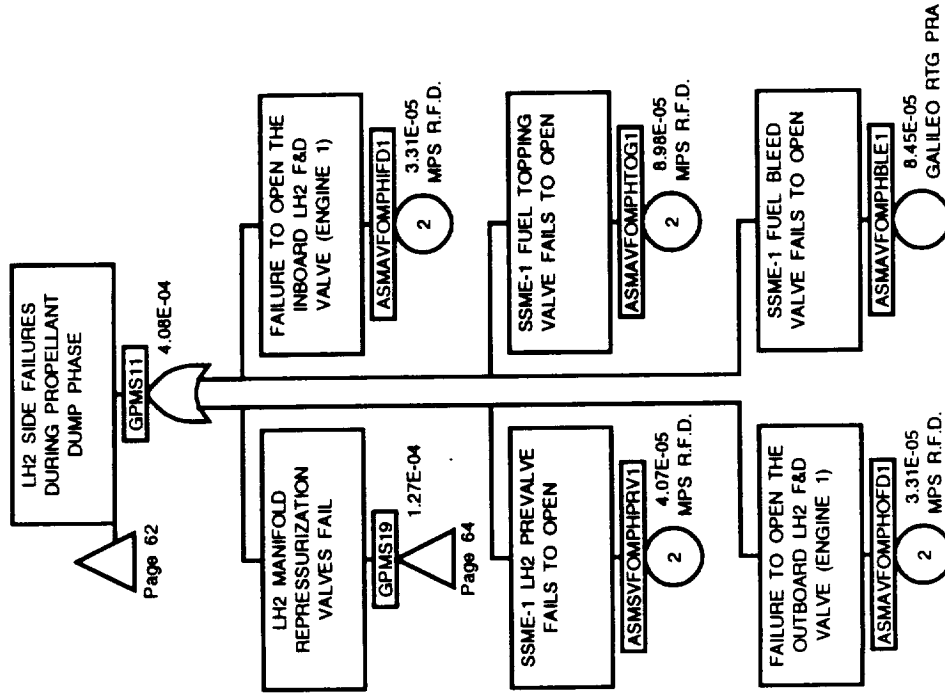 LH2 SIDE FAILURES
DURING PROPELLANT
DUMP PHASE
GPMS11
4.08E-04
Page 62
LH2 MANIFOLD
REPRESSURIZATION
VALVES FAIL
GPMS19
1.27E-04
Page 64
FAILURE TO OPEN THE
INBOARD LH2 F&D
VALVE (ENGINE 1)
ASMAVFOMPHIFD1
2
3.31E-05
MPS R.F.D.
SSME-1 LH2 PREVALVE
FAILS TO OPEN
ASMSVFOMPHPRV1
2
4.07E-05
MPS R.F.D.
SSME-1 FUEL TOPPING
VALVE FAILS TO OPEN
ASMAVFOMPHTOG1
2
8.98E-05
MPS R.F.D.
FAILURE TO OPEN THE
OUTBOARD LH2 F&D
VALVE (ENGINE 1)
ASMAVFOMPHOFD1
2
3.31E-05
MPS R.F.D.
SSME-1 FUEL BLEED
VALVE FAILS TO OPEN
ASMAVFOMPHBLE1
8.45E-05
GALILEO RTG PRA